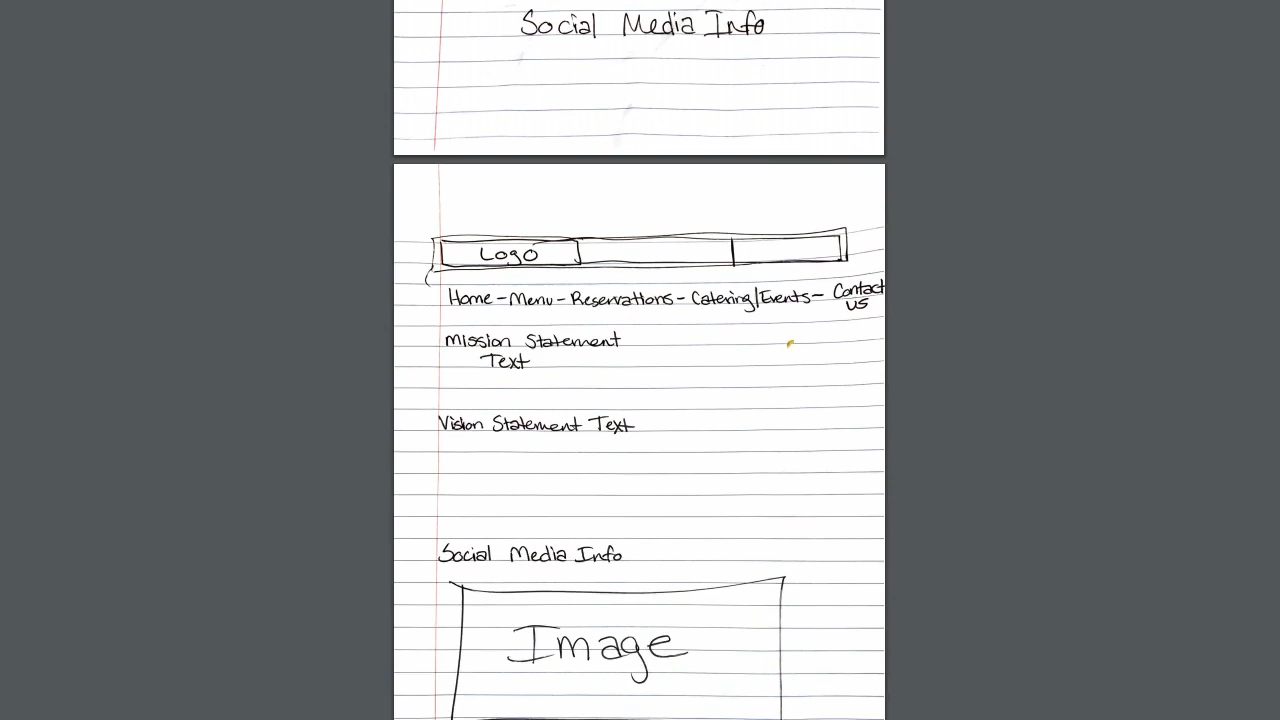 Social Media Info
Logo
Home - Menu - Reservations - Catering/Events - Contact
us
Mission Statement
Text
Vision Statement Text
Social Media Info
Image